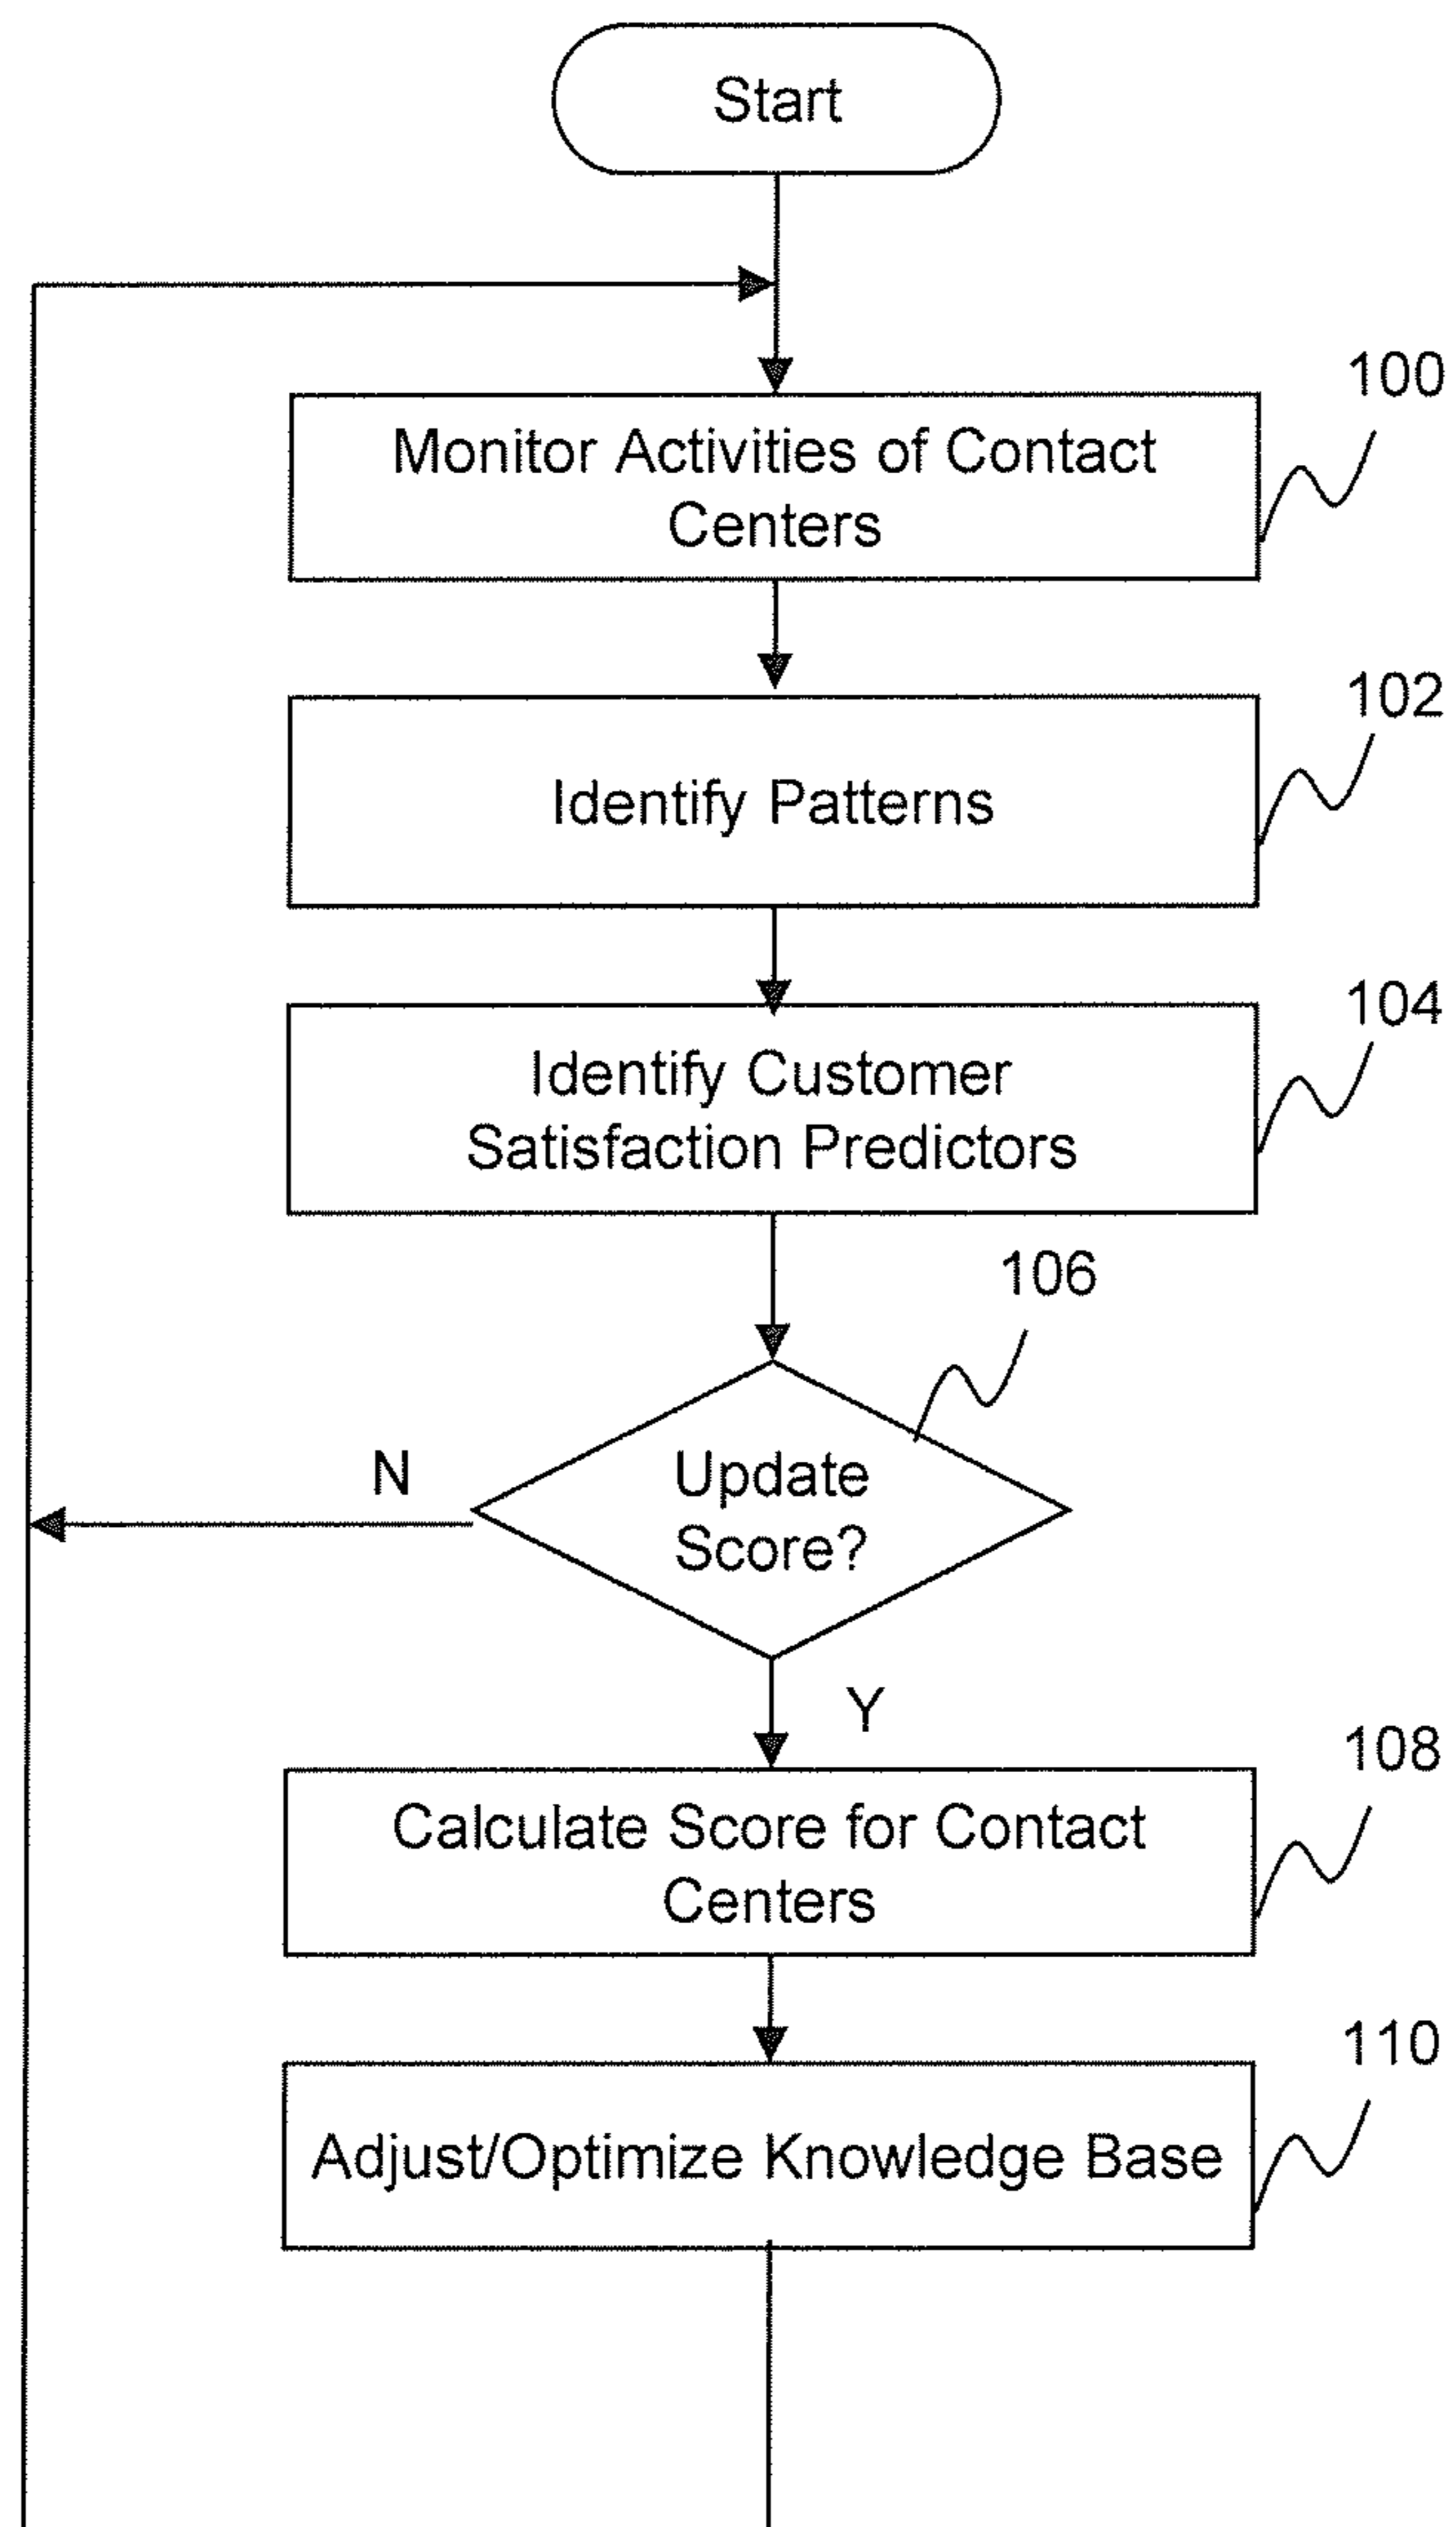 Start
100
Monitor Activities of Contact
Centers
102
Identify Patterns
104
Identify Customer
Satisfaction Predictors
106
N
Update
Score?
Y
108
Calculate Score for Contact
Centers
110
Adjust/Optimize Knowledge Base